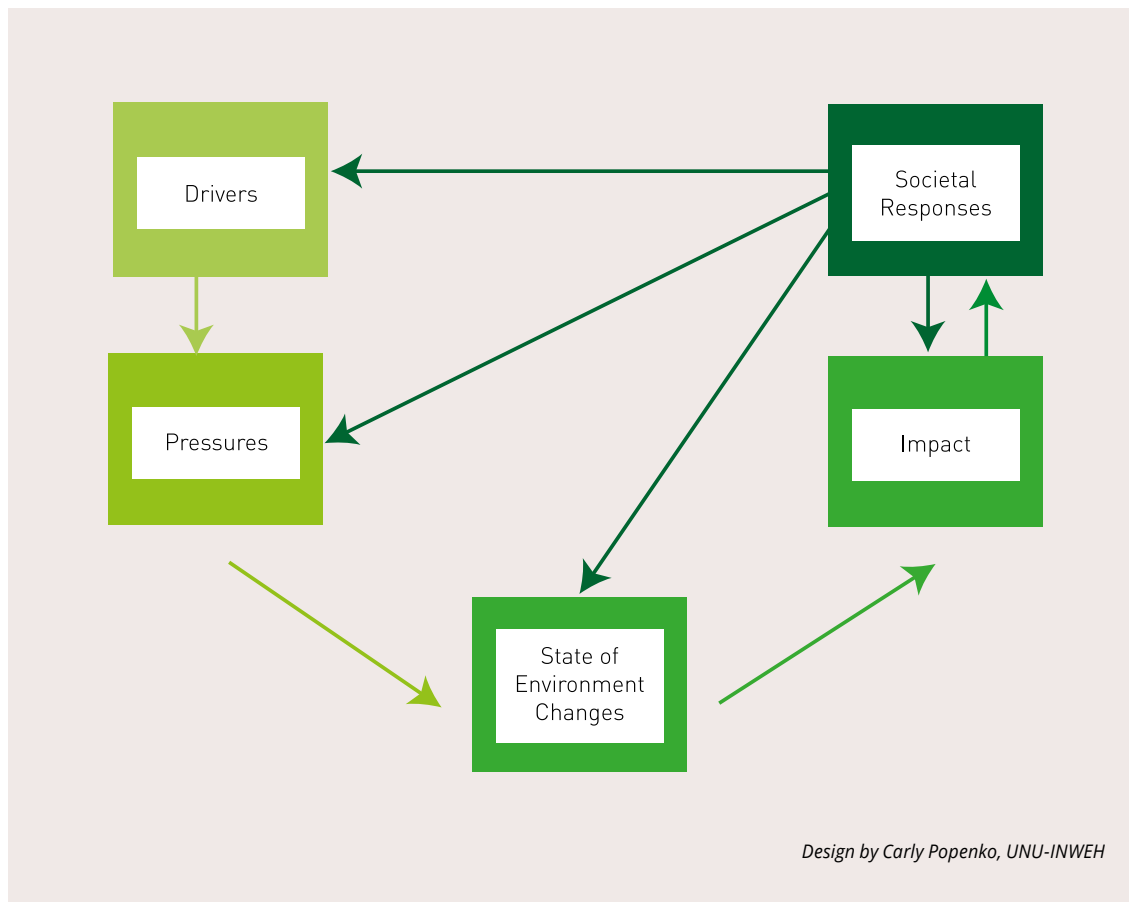 Drivers
Societal
Responses
Pressures
Impact
State of
Environment
Changes
Design by Carly Popenko, UNU-INWEH